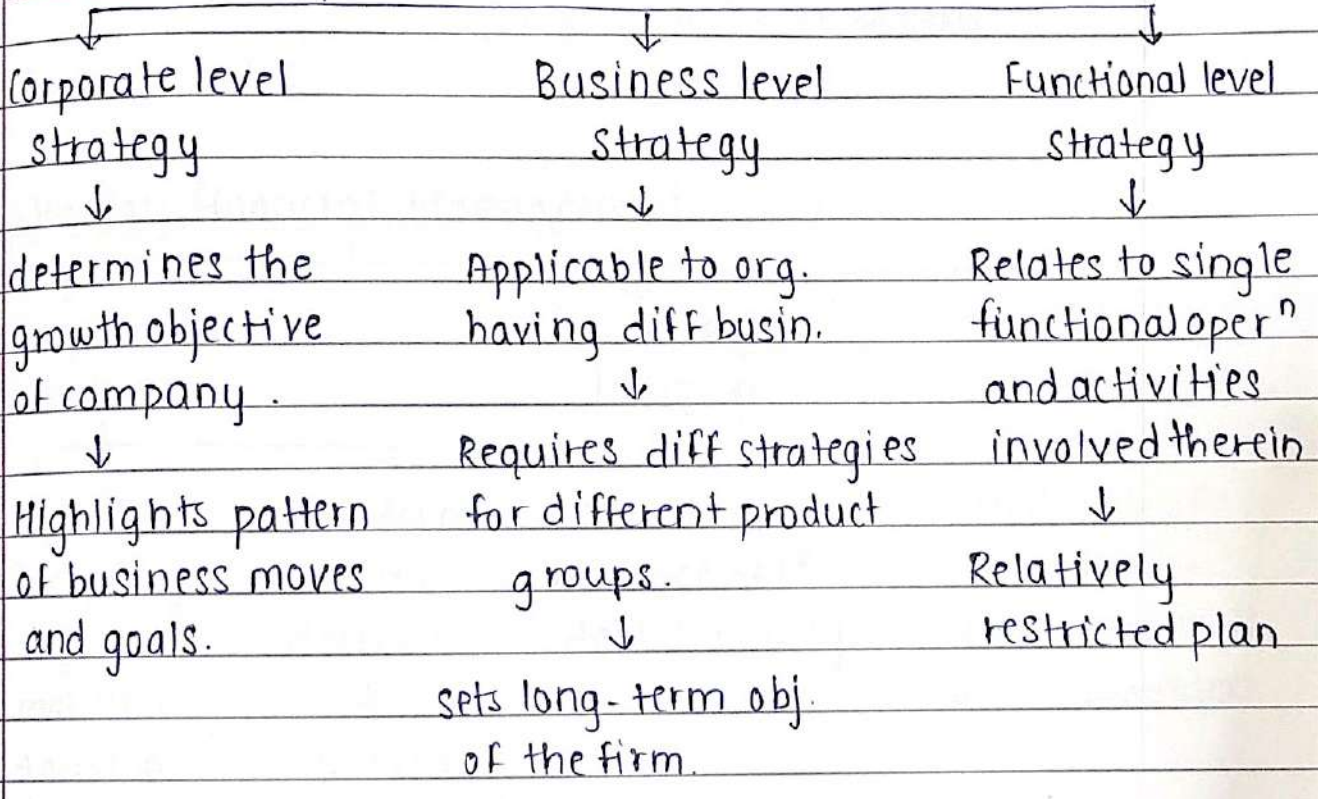 Corporate level
strategy
↓
determines the
growth objective
of company.
↓
Highlights pattern
of business moves
and goals.
Business level
strategy
↓
Applicable to org.
having diff busin.
↓
Requires diff strategies
for different product
groups.
↓
sets long-term obj.
of the firm.
Functional level
strategy
↓
Relates to single
functional operⁿ
and activities
involved therein
↓
Relatively
restricted plan